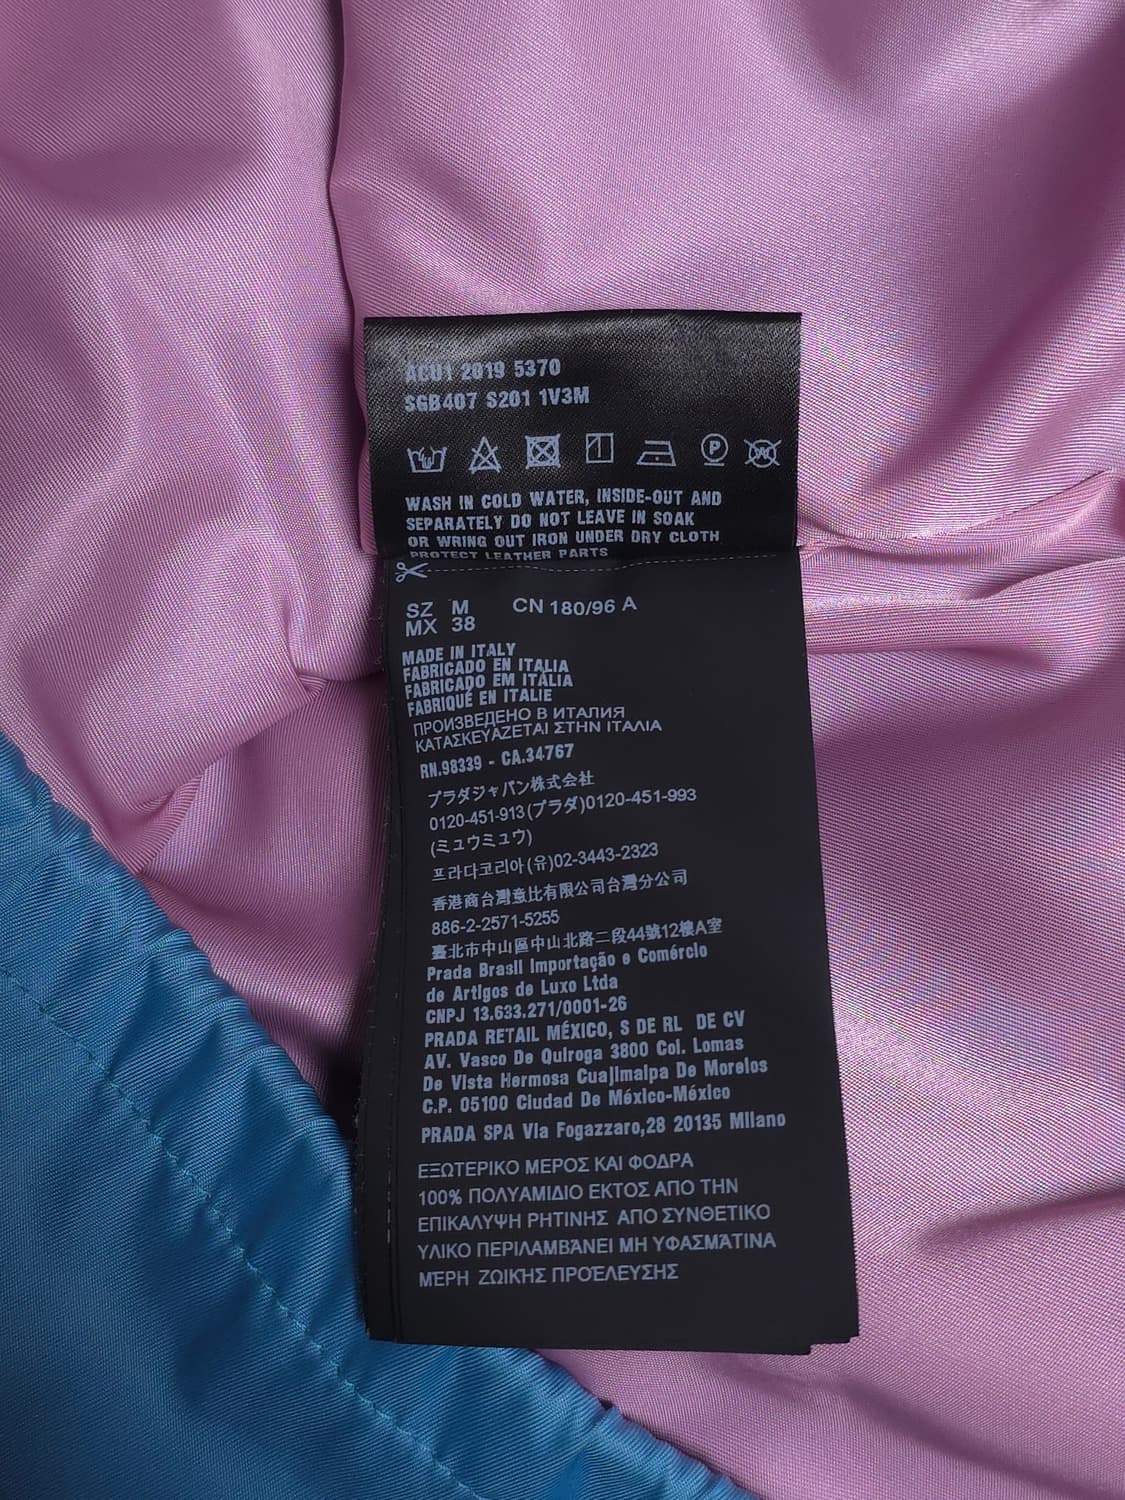 ACU1 2019 5370
SGB407 S201 1V3M
P W
WASH IN COLD WATER, INSIDE-OUT AND
SEPARATELY DO NOT LEAVE IN SOAK
OR WRING OUT IRON UNDER DRY CLOTH
PROTECT LEATHER PARTS
SZ M CN 180/96 A
MX 38
MADE IN ITALY
FABRICADO EN ITALIA
FABRICADO EM ITÁLIA
FABRIQUÉ EN ITALIE
ПРОИЗВЕДЕНО В ИТАЛИЯ
ΚΑΤΑΣΚΕΥΆΖΕΤΑΙ ΣΤΗΝ ΙΤΑΛΙΑ
RN.98339 - CA.34767
プラダジャパン株式会社
0120-451-913(プラダ)0120-451-993
(ミュウミュウ)
프라다코리아(유)02-3443-2323
香港商台灣意比有限公司台灣分公司
886-2-2571-5255
臺北市中山區中山北路二段44號12樓A室
Prada Brasil Importação e Comércio
de Artigos de Luxo Ltda
CNPJ 13.633.271/0001-26
PRADA RETAIL MÉXICO, S DE RL DE CV
AV. Vasco De Quiroga 3800 Col. Lomas
De Vista Hermosa Cuajimalpa De Morelos
C.P. 05100 Ciudad De México-México
PRADA SPA Via Fogazzaro,28 20135 Milano
ΕΞΩΤΕΡΙΚΟ ΜΕΡΟΣ ΚΑΙ ΦΟΔΡΑ
100% ΠΟΛΥΑΜΙΔΙΟ ΕΚΤΟΣ ΑΠΟ ΤΗΝ
ΕΠΙΚΑΛΥΨΗ ΡΗΤΙΝΗΣ ΑΠΟ ΣΥΝΘΕΤΙΚΟ
ΥΛΙΚΟ ΠΕΡΙΛΑΜΒΆΝΕΙ ΜΗ ΥΦΑΣΜΆΤΙΝΑ
ΜΈΡΗ ΖΩΙΚΉΣ ΠΡΟΈΛΕΥΣΗΣ